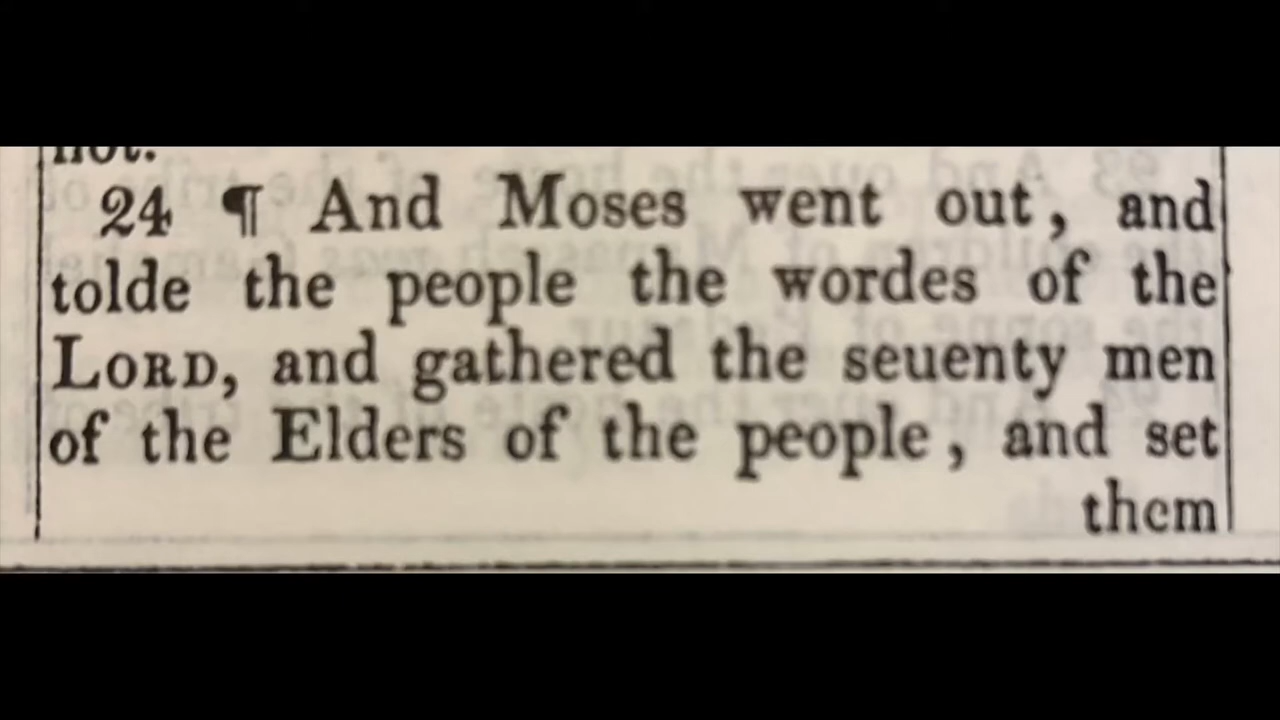 not.
24 ¶ And Moses went out, and
tolde the people the wordes of the
LORD, and gathered the seuenty men
of the Elders of the people, and set
them